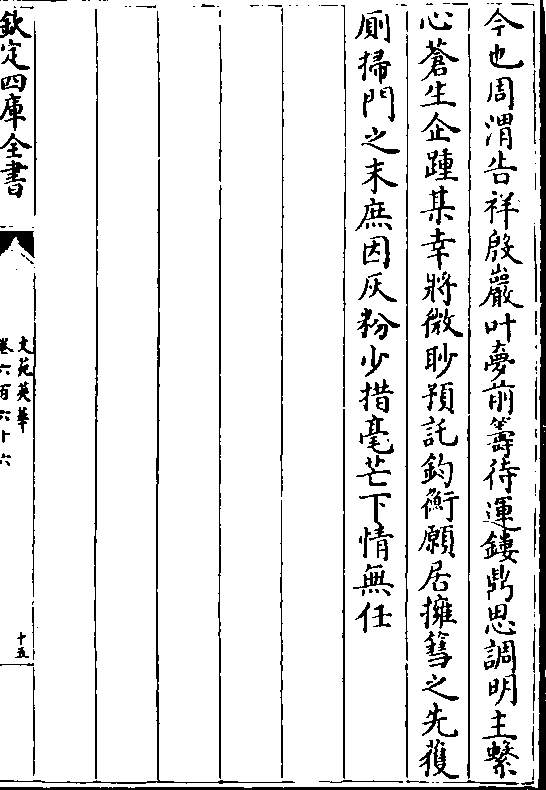 今也周渭告祥殷巖叶夢前籌待運鏤鼎思調明主繫
心蒼生企踵某幸將微眇預託鈞衡願居擁篲之先獲
厠掃門之末庶因灰粉少措毫芒下情無任
欽定四庫全書
文苑英華
卷六百六十六
十五